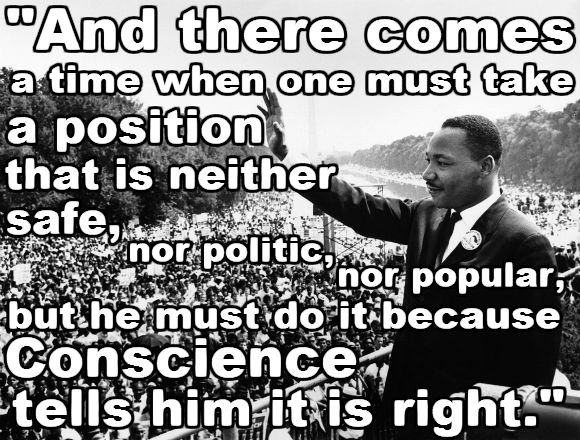 "And there comes
a time when one must take
a position
that is neither
safe,
nor politic,
nor popular,
but he must do it because
Conscience
tells him it is right."